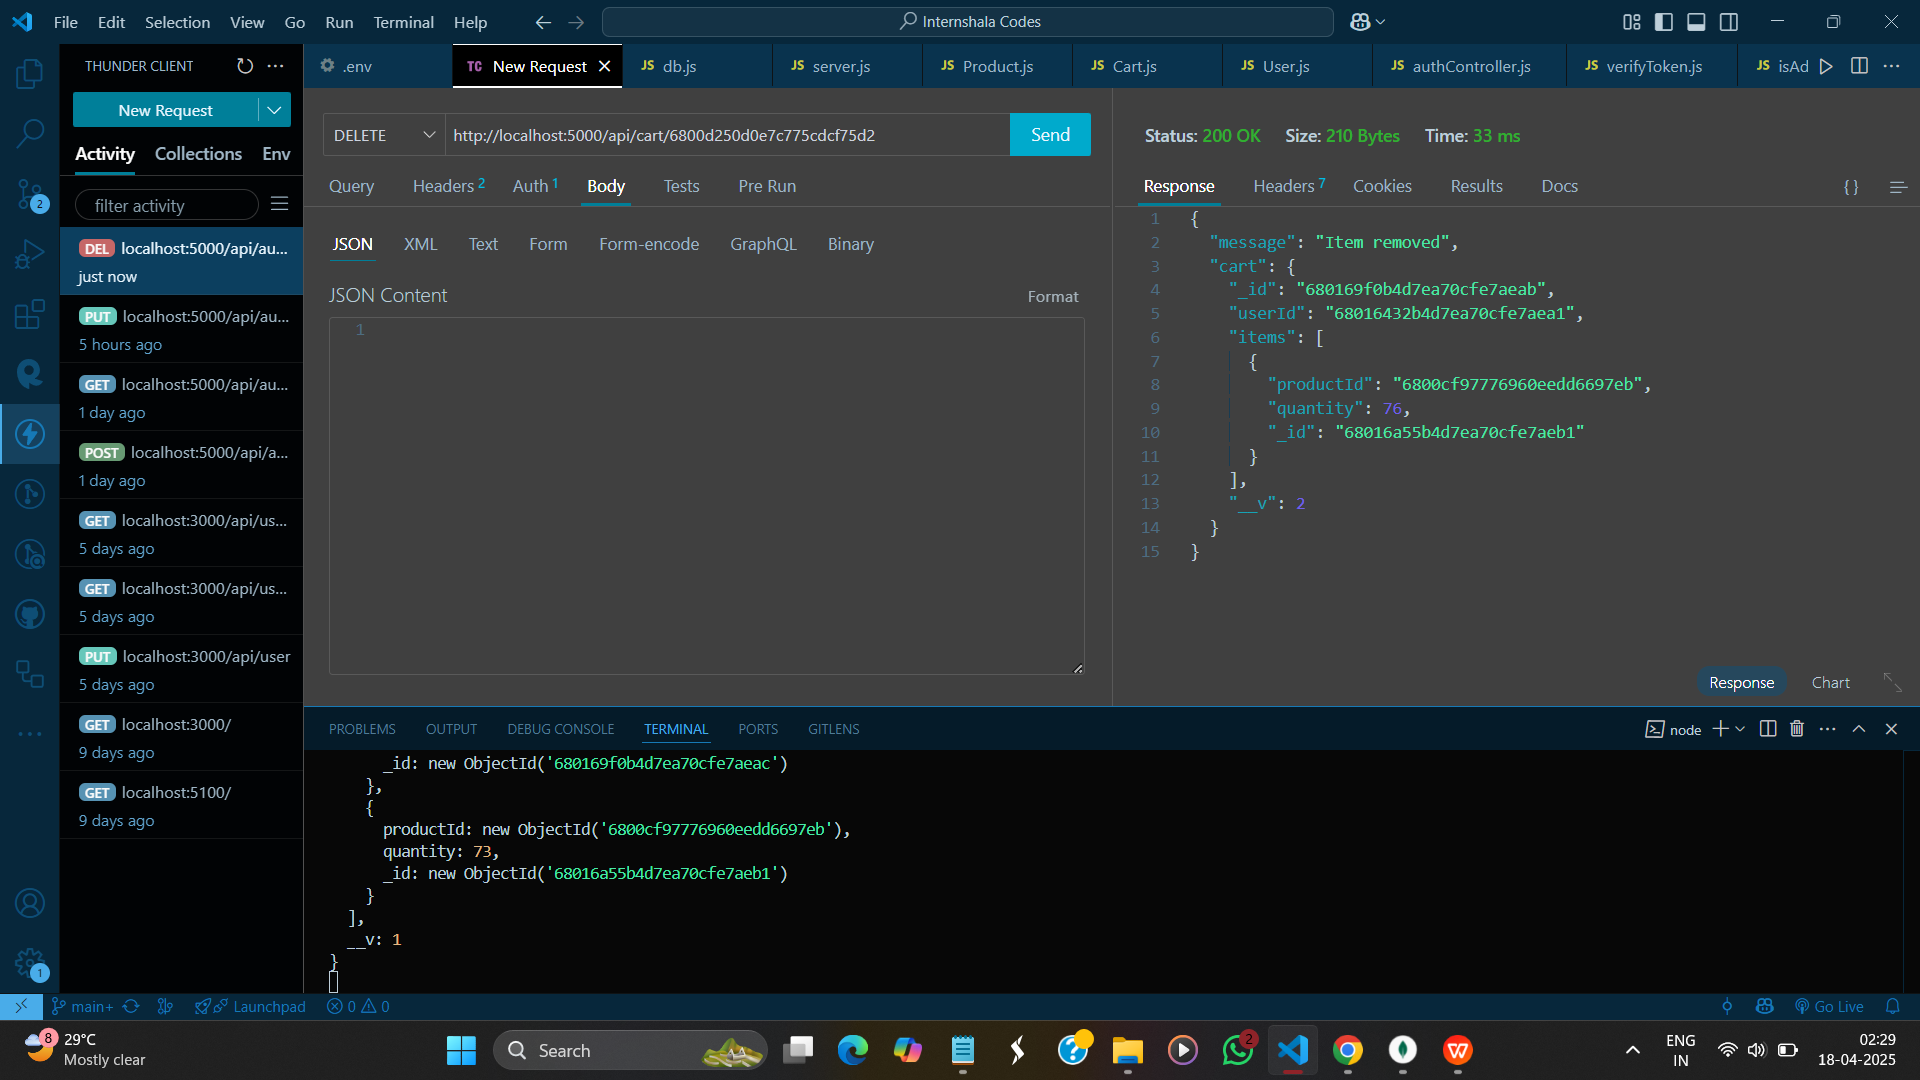 File Edit Selection View Go Run Terminal Help
Internshala Codes
THUNDER CLIENT
New Request
Activity Collections Env
filter activity
DEL localhost:5000/api/au...
just now
PUT localhost:5000/api/au...
5 hours ago
GET localhost:5000/api/au...
1 day ago
POST localhost:5000/api/a...
1 day ago
GET localhost:3000/api/us...
5 days ago
GET localhost:3000/api/us...
5 days ago
PUT localhost:3000/api/user
5 days ago
GET localhost:3000/
9 days ago
GET localhost:5100/
9 days ago
2
1
.env
TC New Request
JS db.js
JS server.js
JS Product.js
JS Cart.js
JS User.js
JS authController.js
JS verifyToken.js
JS isAd
DELETE http://localhost:5000/api/cart/6800d250d0e7c775cdcf75d2 Send
Query Headers 2 Auth 1 Body Tests Pre Run
JSON XML Text Form Form-encode GraphQL Binary
JSON Content Format
1
Status: 200 OK Size: 210 Bytes Time: 33 ms
Response Headers 7 Cookies Results Docs {}
1 {
2 "message": "Item removed",
3 "cart": {
4 "_id": "680169f0b4d7ea70cfe7aeab",
5 "userId": "68016432b4d7ea70cfe7aea1",
6 "items": [
7 {
8 "productId": "6800cf97776960eedd6697eb",
9 "quantity": 76,
10 "_id": "68016a55b4d7ea70cfe7aeb1"
11 }
12 ],
13 "__v": 2
14 }
15 }
Response Chart
PROBLEMS OUTPUT DEBUG CONSOLE TERMINAL PORTS GITLENS
node
_id: new ObjectId('680169f0b4d7ea70cfe7aeac')
},
{
productId: new ObjectId('6800cf97776960eedd6697eb'),
quantity: 73,
_id: new ObjectId('68016a55b4d7ea70cfe7aeb1')
}
],
__v: 1
}
main+ Launchpad 0 0 Go Live
8
29°C
Mostly clear
Search
2
ENG
IN
02:29
18-04-2025